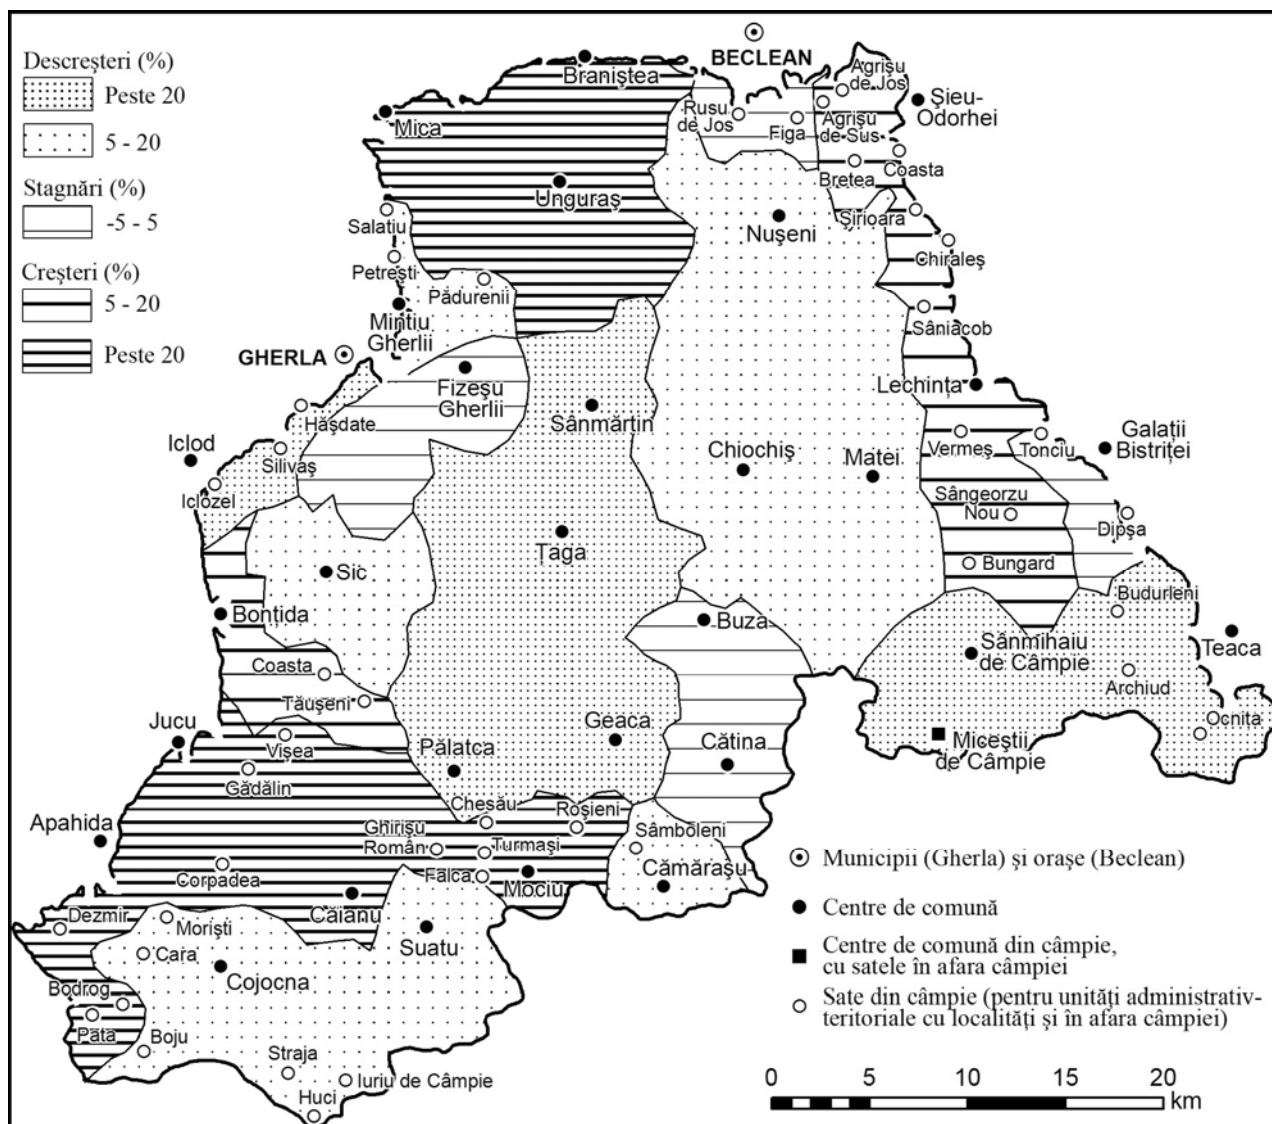 Descreşteri (%)
Peste 20
5 - 20
Stagnări (%)
-5 - 5
Creşteri (%)
5 - 20
Peste 20
BECLEAN
Braniştea
Agrişu
de Jos
Şieu-
Odorhei
Mica
Rusu
de Jos
Figa
Agrişu
de Sus
Bretea
Coasta
Unguraş
Salatiu
Nuşeni
Şirioara
Chiraleş
Petreşti
Pădurenii
Mintiu
Gherlii
Sâniacob
GHERLA
Fizeşu
Gherlii
Sânmărtin
Lechinţa
Hăşdate
Iclod
Silivaş
Iclozel
Chiochiş
Matei
Vermeş
Tonciu
Galaţii
Bistriţei
Sângeorzu
Nou
Dipşa
Ţaga
Sic
Bungard
Budurleni
Bonţida
Buza
Sânmihaiu
de Câmpie
Teaca
Coasta
Tăuşeni
Archiud
Ocniţa
Jucu
Vişea
Gădălin
Pălatca
Geaca
Cătina
Miceştii
de Câmpie
Apahida
Chesău
Roşieni
Ghirişu
Român
Turmaşi
Sâmboleni
Corpadea
Falca
Mociu
Cămăraşu
Căianu
Dezmir
Morişti
Cara
Suatu
Cojocna
Bodrog
Pata
Boju
Straja
Iuriu de Câmpie
Huci
Municipii (Gherla) şi oraşe (Beclean)
Centre de comună
Centre de comună din câmpie,
cu satele în afara câmpiei
Sate din câmpie (pentru unităţi administrativ-
teritoriale cu localităţi şi în afara câmpiei)
0 5 10 15 20
km